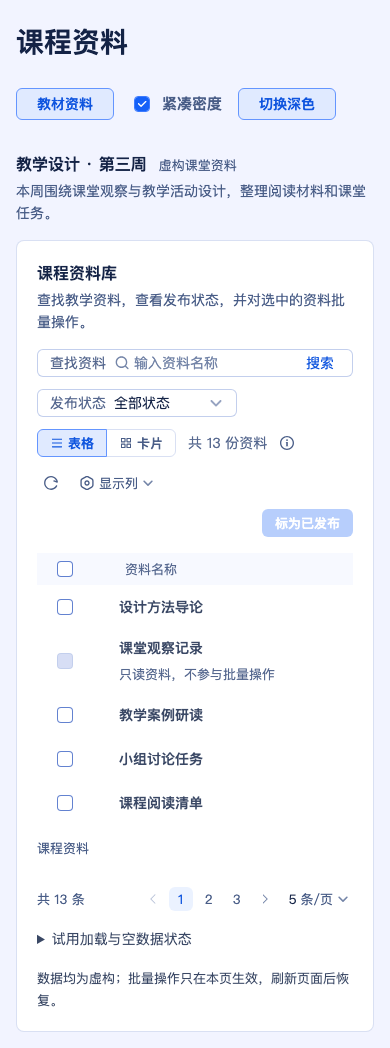 课程资料
教材资料 紧凑密度 切换深色
教学设计 · 第三周 虚构课堂资料
本周围绕课堂观察与教学活动设计，整理阅读材料和课堂
任务。
课程资料库
查找教学资料，查看发布状态，并对选中的资料批
量操作。
查找资料 输入资料名称 搜索
发布状态 全部状态
表格 卡片 共 13 份资料
显示列
标为已发布
资料名称
设计方法导论
课堂观察记录
只读资料，不参与批量操作
教学案例研读
小组讨论任务
课程阅读清单
课程资料
共 13 条 1 2 3 5 条/页
试用加载与空数据状态
数据均为虚构；批量操作只在本页生效，刷新页面后恢
复。